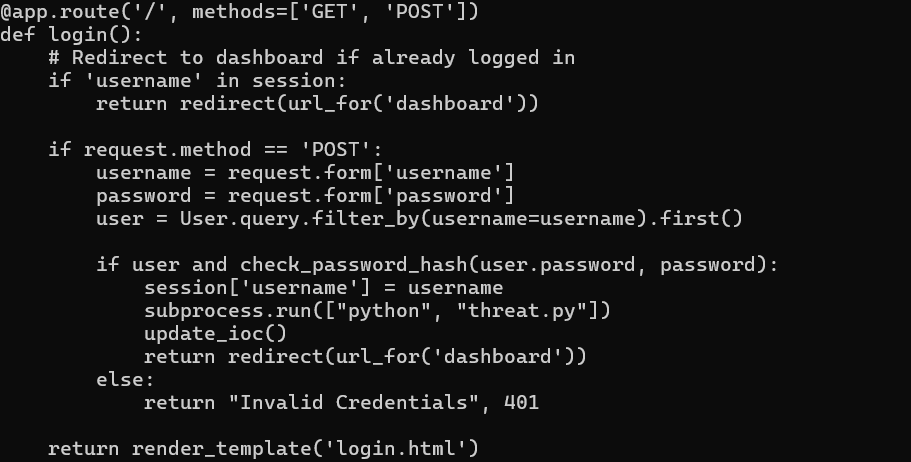 @app.route('/', methods=['GET', 'POST'])
def login():
    # Redirect to dashboard if already logged in
    if 'username' in session:
        return redirect(url_for('dashboard'))

    if request.method == 'POST':
        username = request.form['username']
        password = request.form['password']
        user = User.query.filter_by(username=username).first()

        if user and check_password_hash(user.password, password):
            session['username'] = username
            subprocess.run(["python", "threat.py"])
            update_ioc()
            return redirect(url_for('dashboard'))
        else:
            return "Invalid Credentials", 401

    return render_template('login.html')